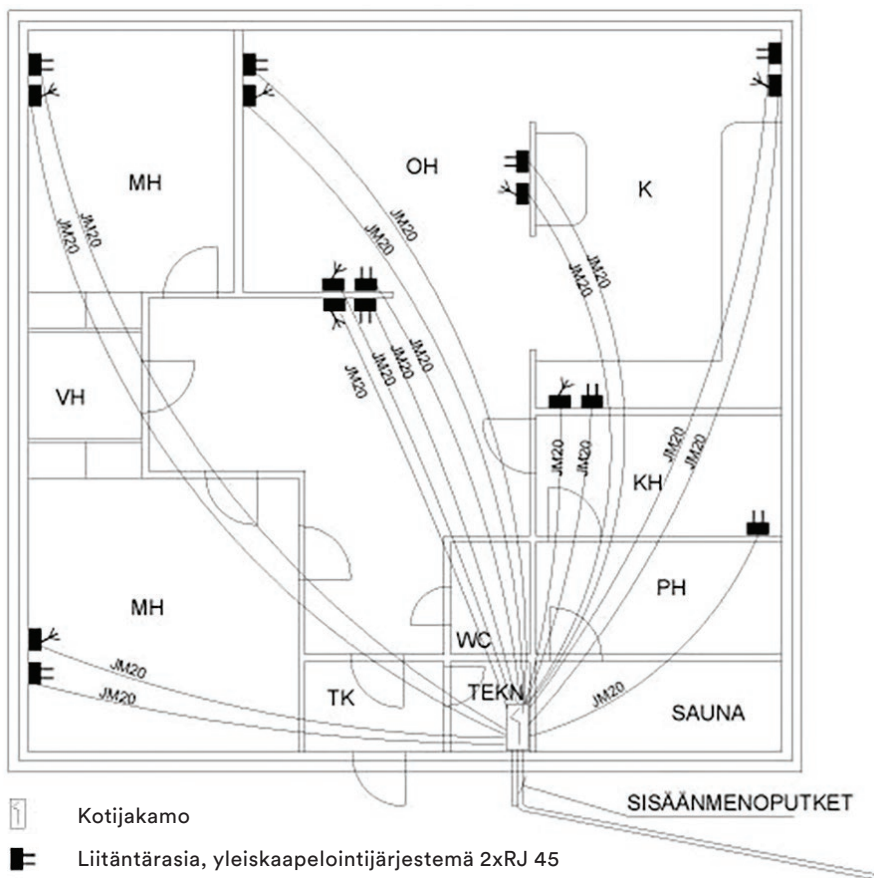 MH
OH
K
JM20
JM20
JM20
JM20
JM20
JM20
JM20
JM20
JM20
JM20
VH
JM20
JM20
JM20
JM20
KH
MH
PH
WC
JM20
JM20
TK
TEKN
JM20
SAUNA
SISÄÄNMENOPUTKET
Kotijakamo
Liitäntärasia, yleiskaapelointijärjestemä 2xRJ 45